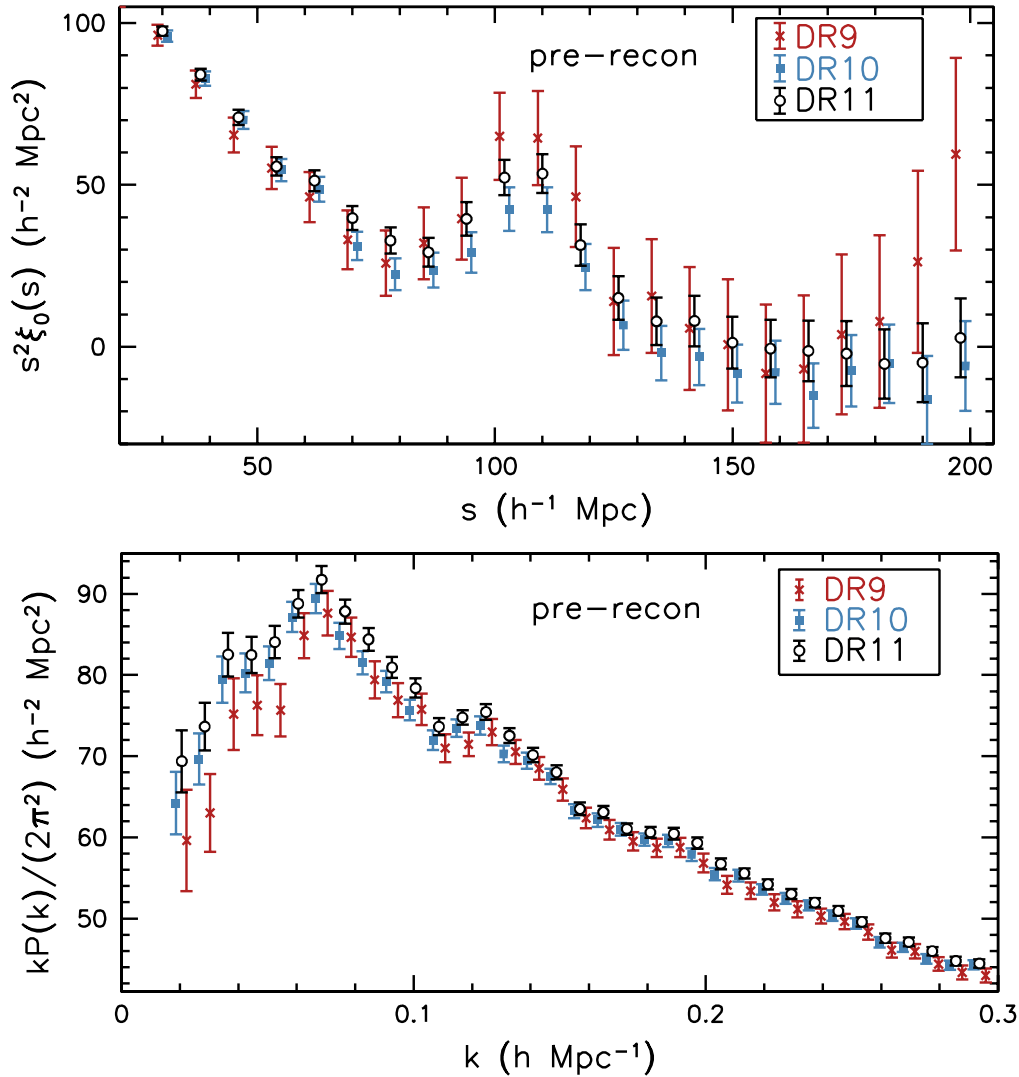 100
50
0
s²ξ₀(s) (h⁻² Mpc²)
pre-recon
DR9
DR10
DR11
50 100 150 200
s (h⁻¹ Mpc)
90
80
70
60
50
kP(k)/(2π²) (h⁻² Mpc²)
pre-recon
DR9
DR10
DR11
0 0.1 0.2 0.3
k (h Mpc⁻¹)